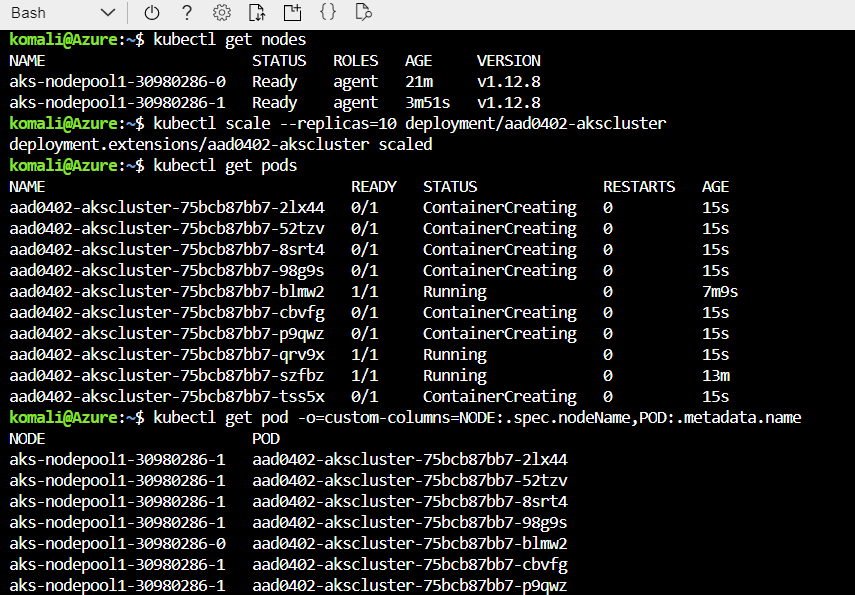 Bash
komali@Azure:~$ kubectl get nodes
NAME STATUS ROLES AGE VERSION
aks-nodepool1-30980286-0 Ready agent 21m v1.12.8
aks-nodepool1-30980286-1 Ready agent 3m51s v1.12.8
komali@Azure:~$ kubectl scale --replicas=10 deployment/aad0402-akscluster
deployment.extensions/aad0402-akscluster scaled
komali@Azure:~$ kubectl get pods
NAME READY STATUS RESTARTS AGE
aad0402-akscluster-75bcb87bb7-2lx44 0/1 ContainerCreating 0 15s
aad0402-akscluster-75bcb87bb7-52tzv 0/1 ContainerCreating 0 15s
aad0402-akscluster-75bcb87bb7-8srt4 0/1 ContainerCreating 0 15s
aad0402-akscluster-75bcb87bb7-98g9s 0/1 ContainerCreating 0 15s
aad0402-akscluster-75bcb87bb7-blmw2 1/1 Running 0 7m9s
aad0402-akscluster-75bcb87bb7-cbvfg 0/1 ContainerCreating 0 15s
aad0402-akscluster-75bcb87bb7-p9qwz 0/1 ContainerCreating 0 15s
aad0402-akscluster-75bcb87bb7-qrv9x 1/1 Running 0 15s
aad0402-akscluster-75bcb87bb7-szfbz 1/1 Running 0 13m
aad0402-akscluster-75bcb87bb7-tss5x 0/1 ContainerCreating 0 15s
komali@Azure:~$ kubectl get pod -o=custom-columns=NODE:.spec.nodeName,POD:.metadata.name
NODE POD
aks-nodepool1-30980286-1 aad0402-akscluster-75bcb87bb7-2lx44
aks-nodepool1-30980286-1 aad0402-akscluster-75bcb87bb7-52tzv
aks-nodepool1-30980286-1 aad0402-akscluster-75bcb87bb7-8srt4
aks-nodepool1-30980286-1 aad0402-akscluster-75bcb87bb7-98g9s
aks-nodepool1-30980286-0 aad0402-akscluster-75bcb87bb7-blmw2
aks-nodepool1-30980286-1 aad0402-akscluster-75bcb87bb7-cbvfg
aks-nodepool1-30980286-1 aad0402-akscluster-75bcb87bb7-p9qwz